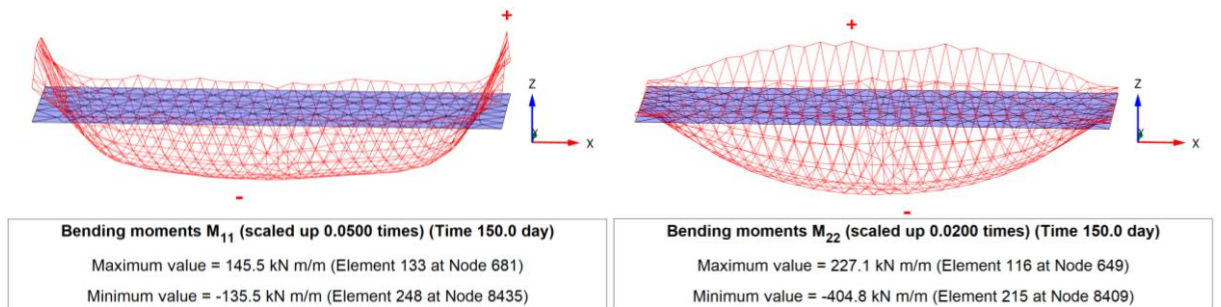 +
Z
X
-
Bending moments M₁₁ (scaled up 0.0500 times) (Time 150.0 day)
Maximum value = 145.5 kN m/m (Element 133 at Node 681)
Minimum value = -135.5 kN m/m (Element 248 at Node 8435)
+
Z
X
-
Bending moments M₂₂ (scaled up 0.0200 times) (Time 150.0 day)
Maximum value = 227.1 kN m/m (Element 116 at Node 649)
Minimum value = -404.8 kN m/m (Element 215 at Node 8409)